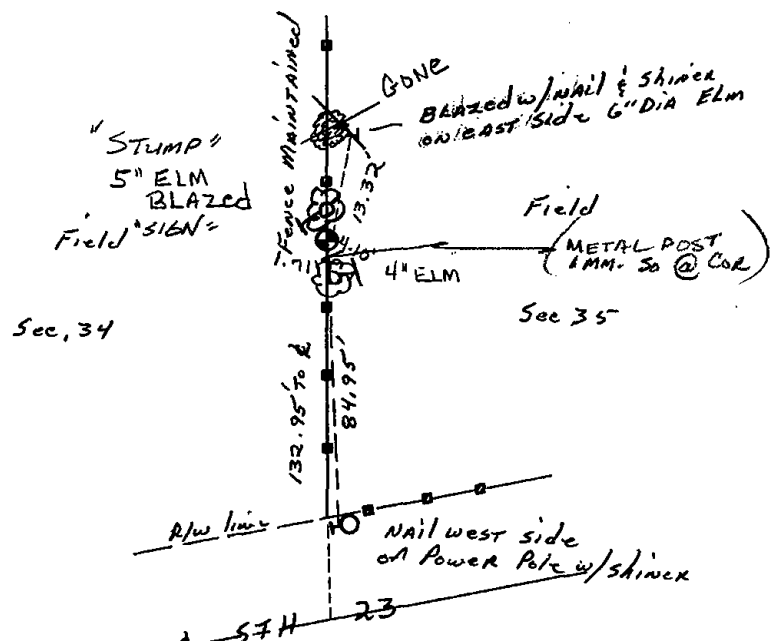 Fence Maintained
GONE
BLAZED w/NAIL & Shiner
ON EAST Side 6" DIA Elm
"STUMP"
5" ELM
BLAZED
"SIGN"
Field
13.32
Field
(METAL POST
IMM. SO @ COR)
4.10'
1.71'
4" ELM
Sec. 34
Sec 35
132.95' To ℄
84.95'
R/W line
NAIL west side
of Power Pole w/shiner
STH 23